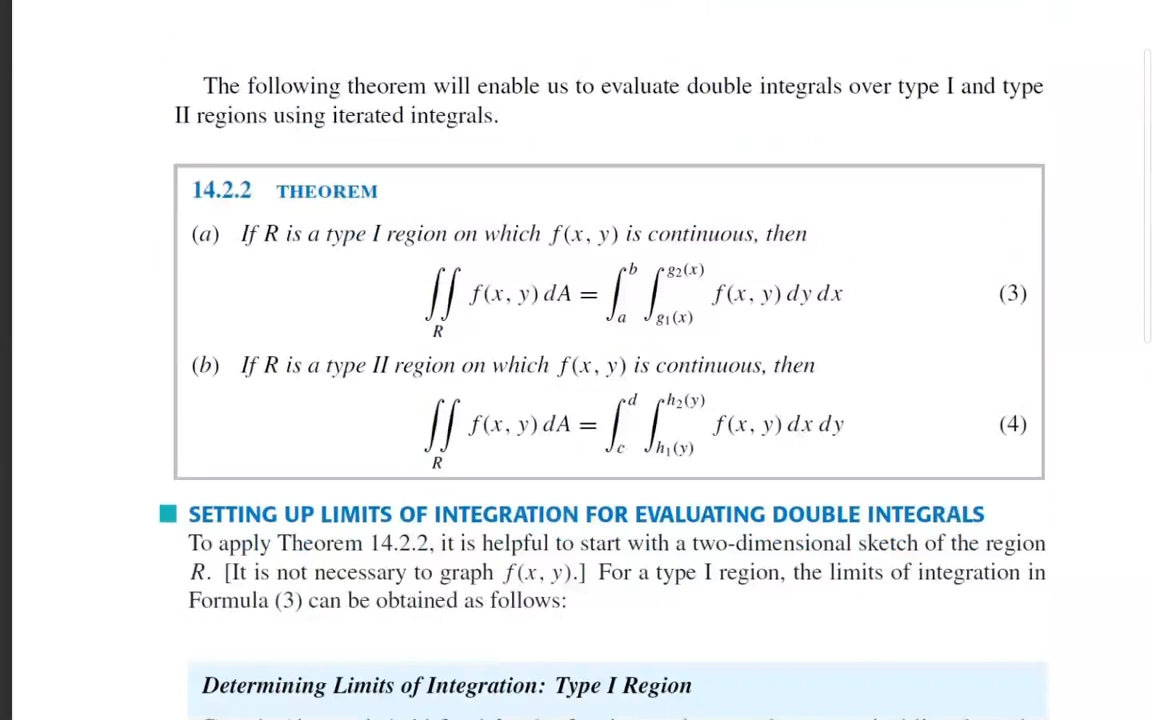 The following theorem will enable us to evaluate double integrals over type I and type
II regions using iterated integrals.
14.2.2 THEOREM
(a) If R is a type I region on which f(x, y) is continuous, then
∬_R f(x, y) dA = ∫_a^b ∫_{g₁(x)}^{g₂(x)} f(x, y) dy dx (3)
(b) If R is a type II region on which f(x, y) is continuous, then
∬_R f(x, y) dA = ∫_c^d ∫_{h₁(y)}^{h₂(y)} f(x, y) dx dy (4)
SETTING UP LIMITS OF INTEGRATION FOR EVALUATING DOUBLE INTEGRALS
To apply Theorem 14.2.2, it is helpful to start with a two-dimensional sketch of the region
R. [It is not necessary to graph f(x, y).] For a type I region, the limits of integration in
Formula (3) can be obtained as follows:
Determining Limits of Integration: Type I Region